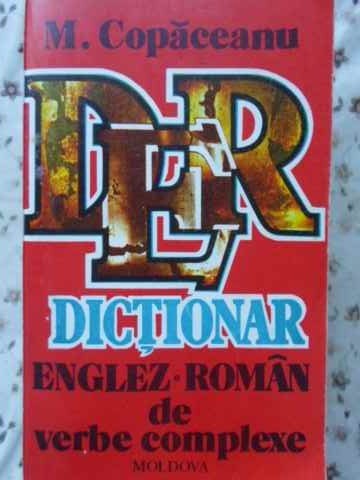 M. Copăceanu
DER
DICȚIONAR
ENGLEZ·ROMÂN
de
verbe complexe
MOLDOVA